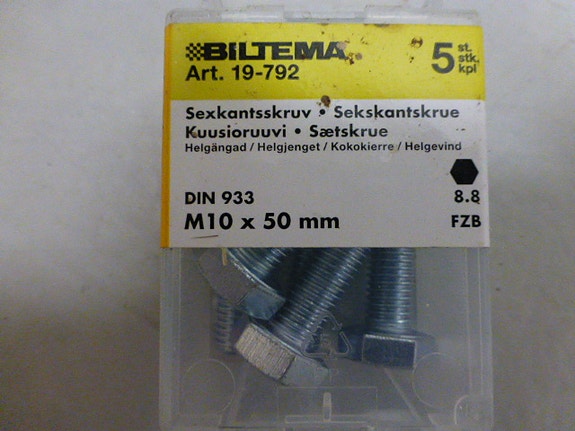 BILTEMA
Art. 19-792
5 st.
stk.
kpl
Sexkantsskruv • Sekskantskrue
Kuusioruuvi • Sætskrue
Helgängad / Helgjenget / Kokokierre / Helgevind
DIN 933
8.8
M10 x 50 mm
FZB